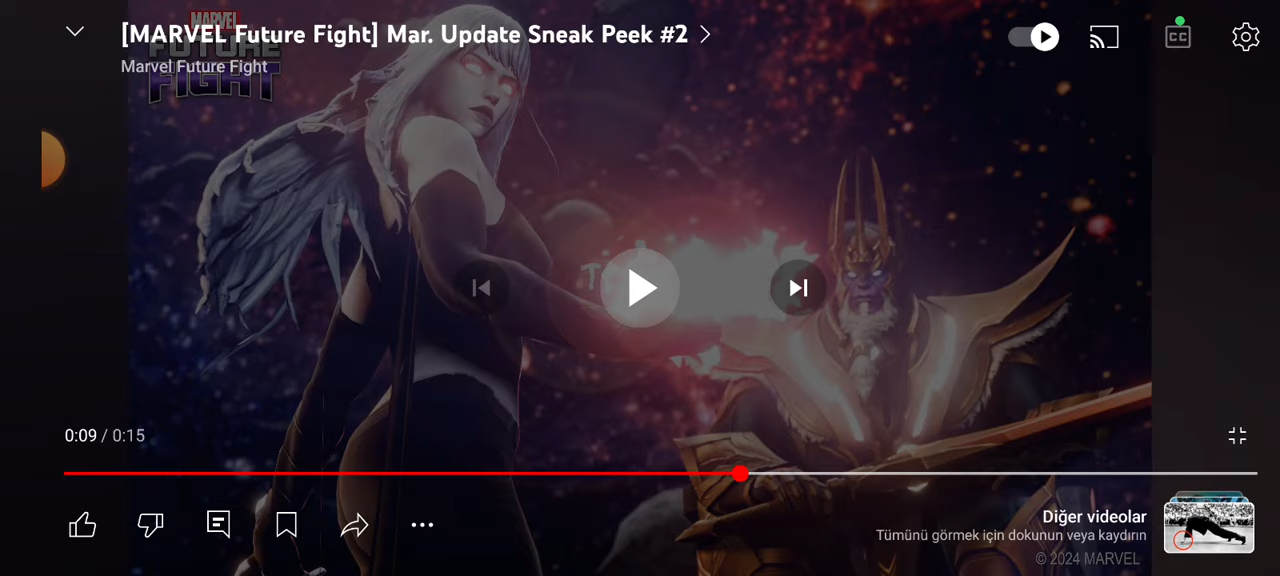 [MARVEL Future Fight] Mar. Update Sneak Peek #2
Marvel Future Fight
MARVEL
FUTURE
FIGHT
CC
0:09 / 0:15
Diğer videolar
Tümünü görmek için dokunun veya kaydırın
© 2024 MARVEL